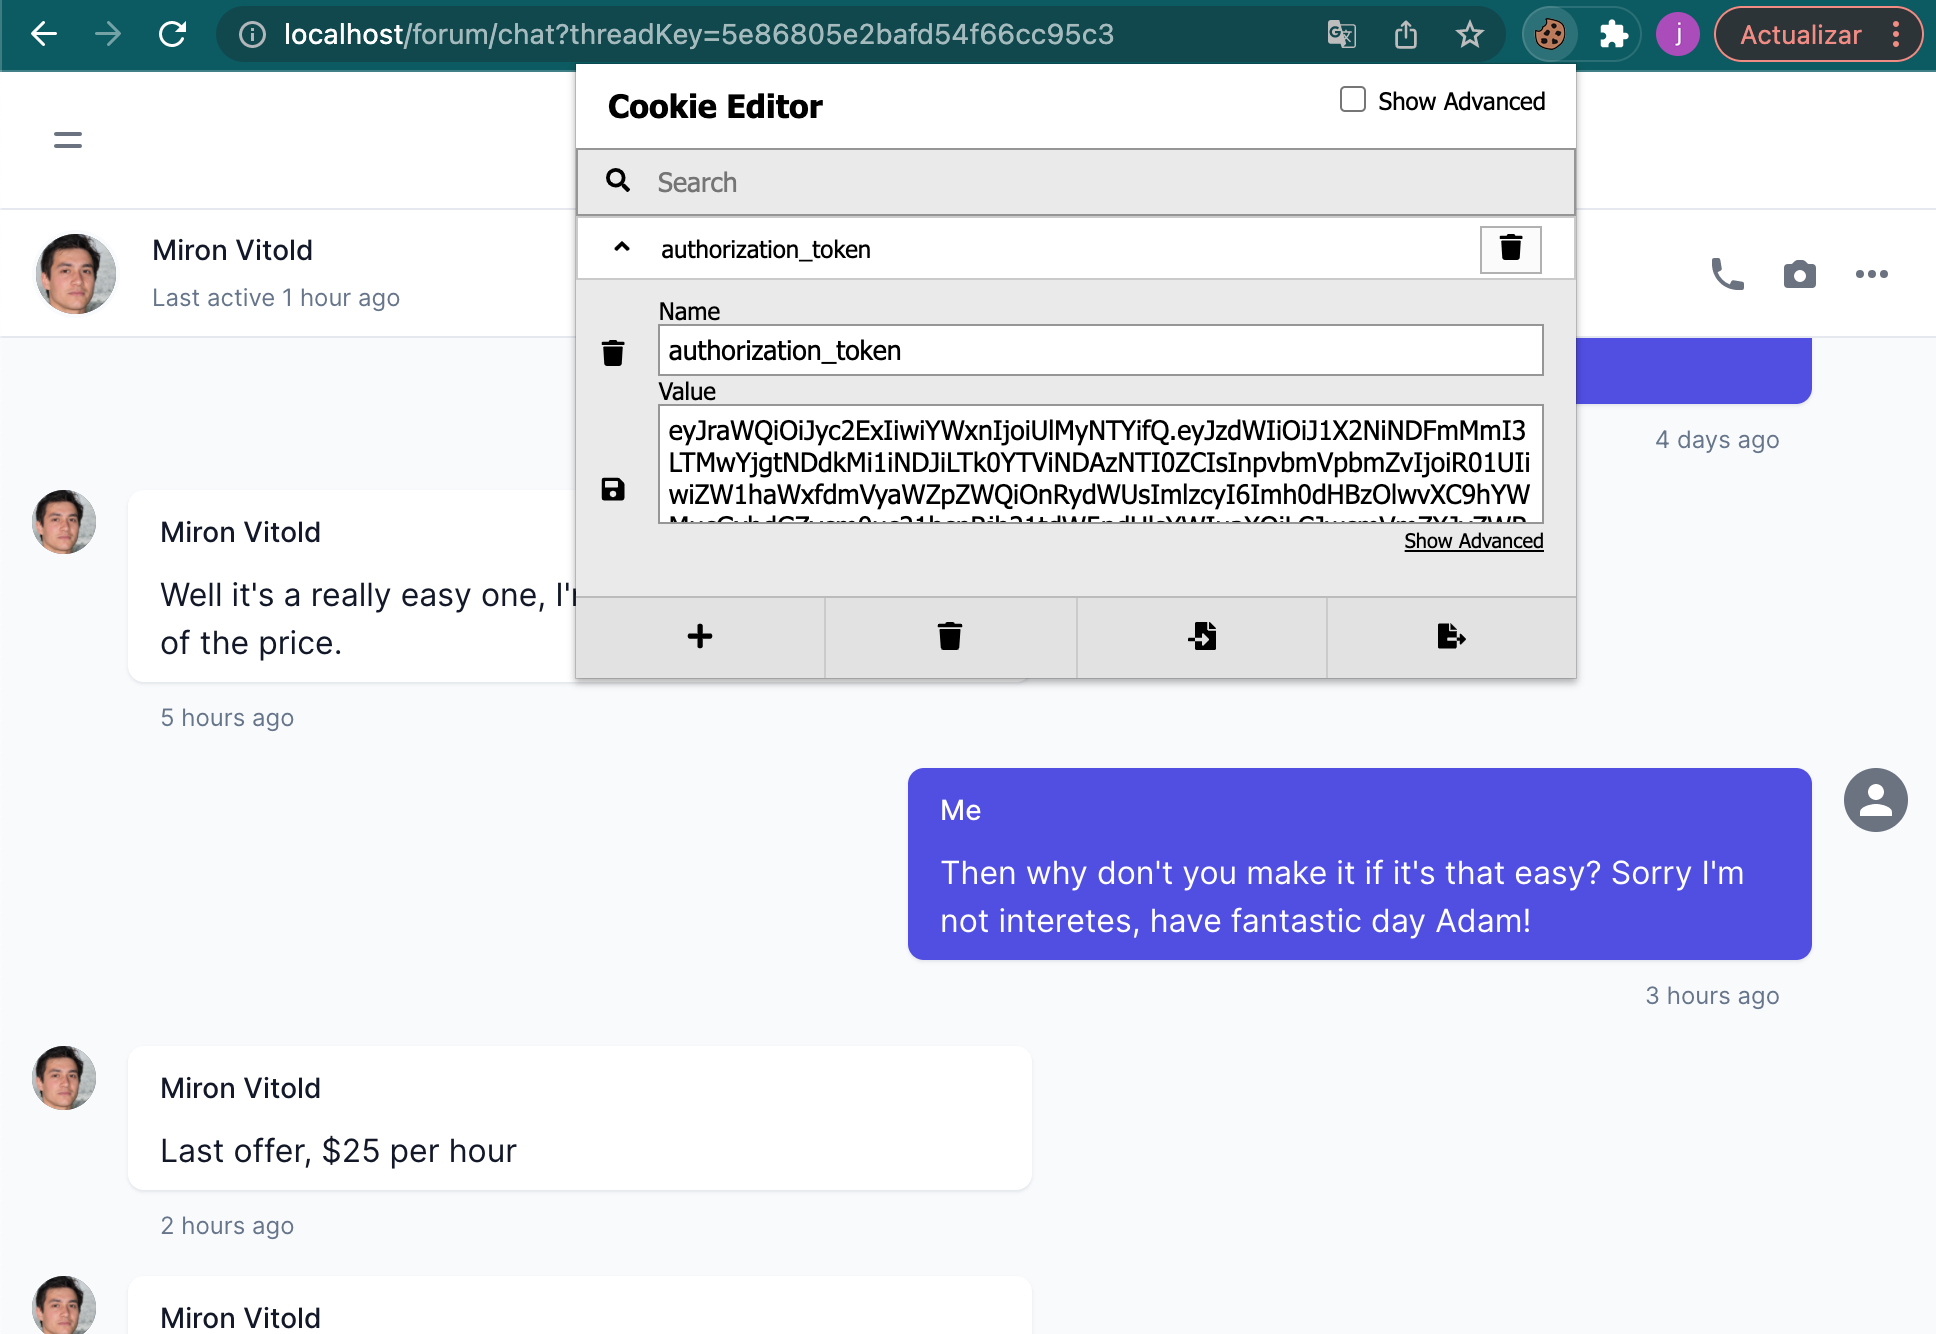 localhost/forum/chat?threadKey=5e86805e2bafd54f66cc95c3
j
Actualizar
Cookie Editor
Show Advanced
Search
authorization_token
Name
authorization_token
Value
eyJraWQiOiJyc2ExIiwiYWxnIjoiUlMyNTYifQ.eyJzdWIiOiJ1X2NiNDFmMmI3
LTMwYjgtNDdkMi1iNDJiLTk0YTViNDAzNTI0ZCIsInpvbmVpbmZvIjoiR01UIi
wiZW1haWxfdmVyaWZpZWQiOnRydWUsImlzcyI6Imh0dHBzOlwvXC9hYW
Show Advanced
Miron Vitold
Last active 1 hour ago
4 days ago
Miron Vitold
Well it's a really easy one,
of the price.
5 hours ago
Me
Then why don't you make it if it's that easy? Sorry I'm
not interetes, have fantastic day Adam!
3 hours ago
Miron Vitold
Last offer, $25 per hour
2 hours ago
Miron Vitold